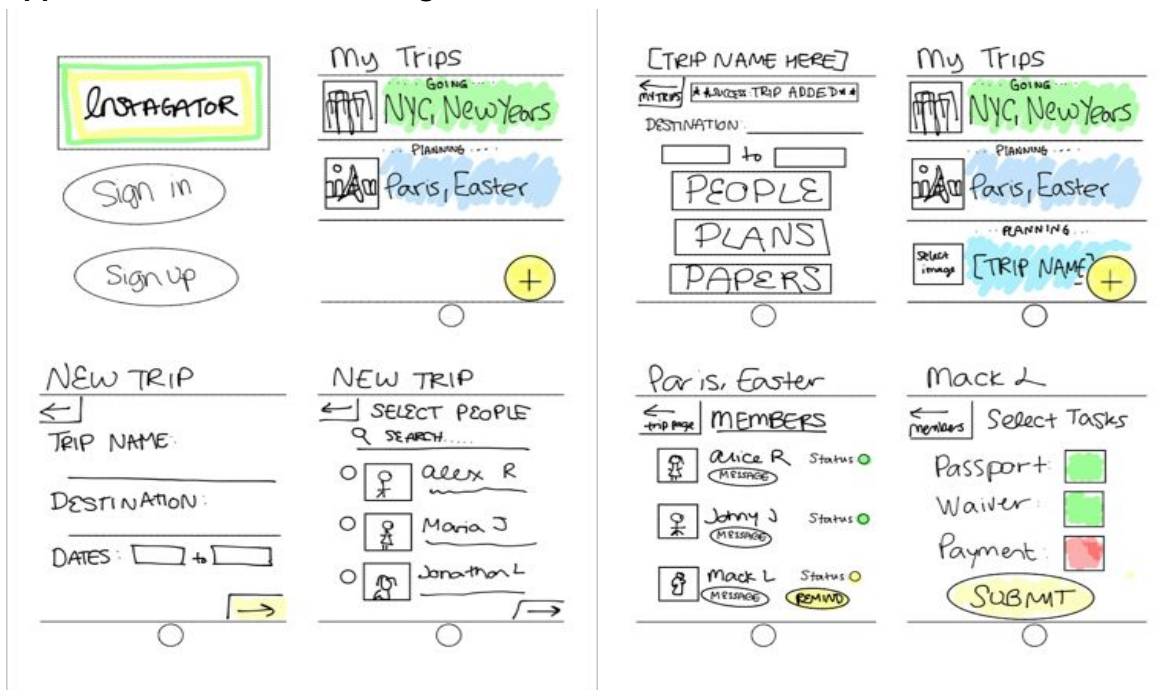 INSTAGATOR
Sign in
Sign up
My Trips
GOING
NYC, New Years
PLANNING
Paris, Easter
+
NEW TRIP
←
TRIP NAME:
DESTINATION:
DATES: to
→
NEW TRIP
← SELECT PEOPLE
SEARCH.....
alex R
Maria J
Jonathan L
→
[TRIP NAME HERE]
← MY TRIPS
**SUCCESS: TRIP ADDED**
DESTINATION:
to
PEOPLE
PLANS
PAPERS
My Trips
GOING
NYC, New Years
PLANNING
Paris, Easter
PLANNING
Select image
[TRIP NAME]
+
Paris, Easter
← trip page
MEMBERS
alice R Status
MESSAGE
Johny J Status
MESSAGE
Mack L Status
MESSAGE REMIND
Mack L
← members
Select Tasks
Passport:
Waiver:
Payment:
SUBMIT